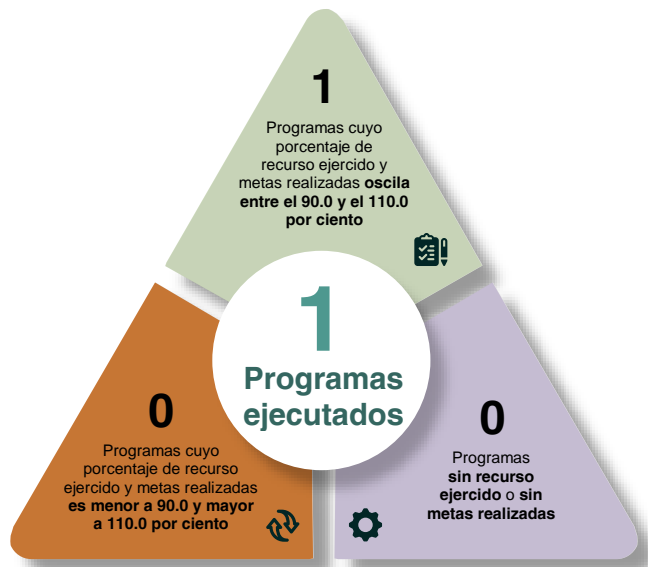 1
Programas cuyo
porcentaje de
recurso ejercido y
metas realizadas oscila
entre el 90.0 y el 110.0
por ciento
1
Programas
ejecutados
0
Programas cuyo
porcentaje de recurso
ejercido y metas realizadas
es menor a 90.0 y mayor
a 110.0 por ciento
0
Programas
sin recurso
ejercido o sin
metas realizadas